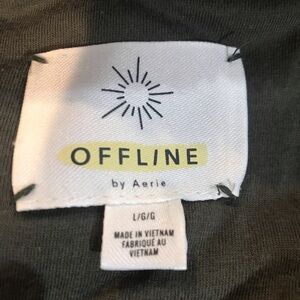 OFFLINE
by Aerie
L/G/G
MADE IN VIETNAM
FABRIQUÉ AU
VIETNAM